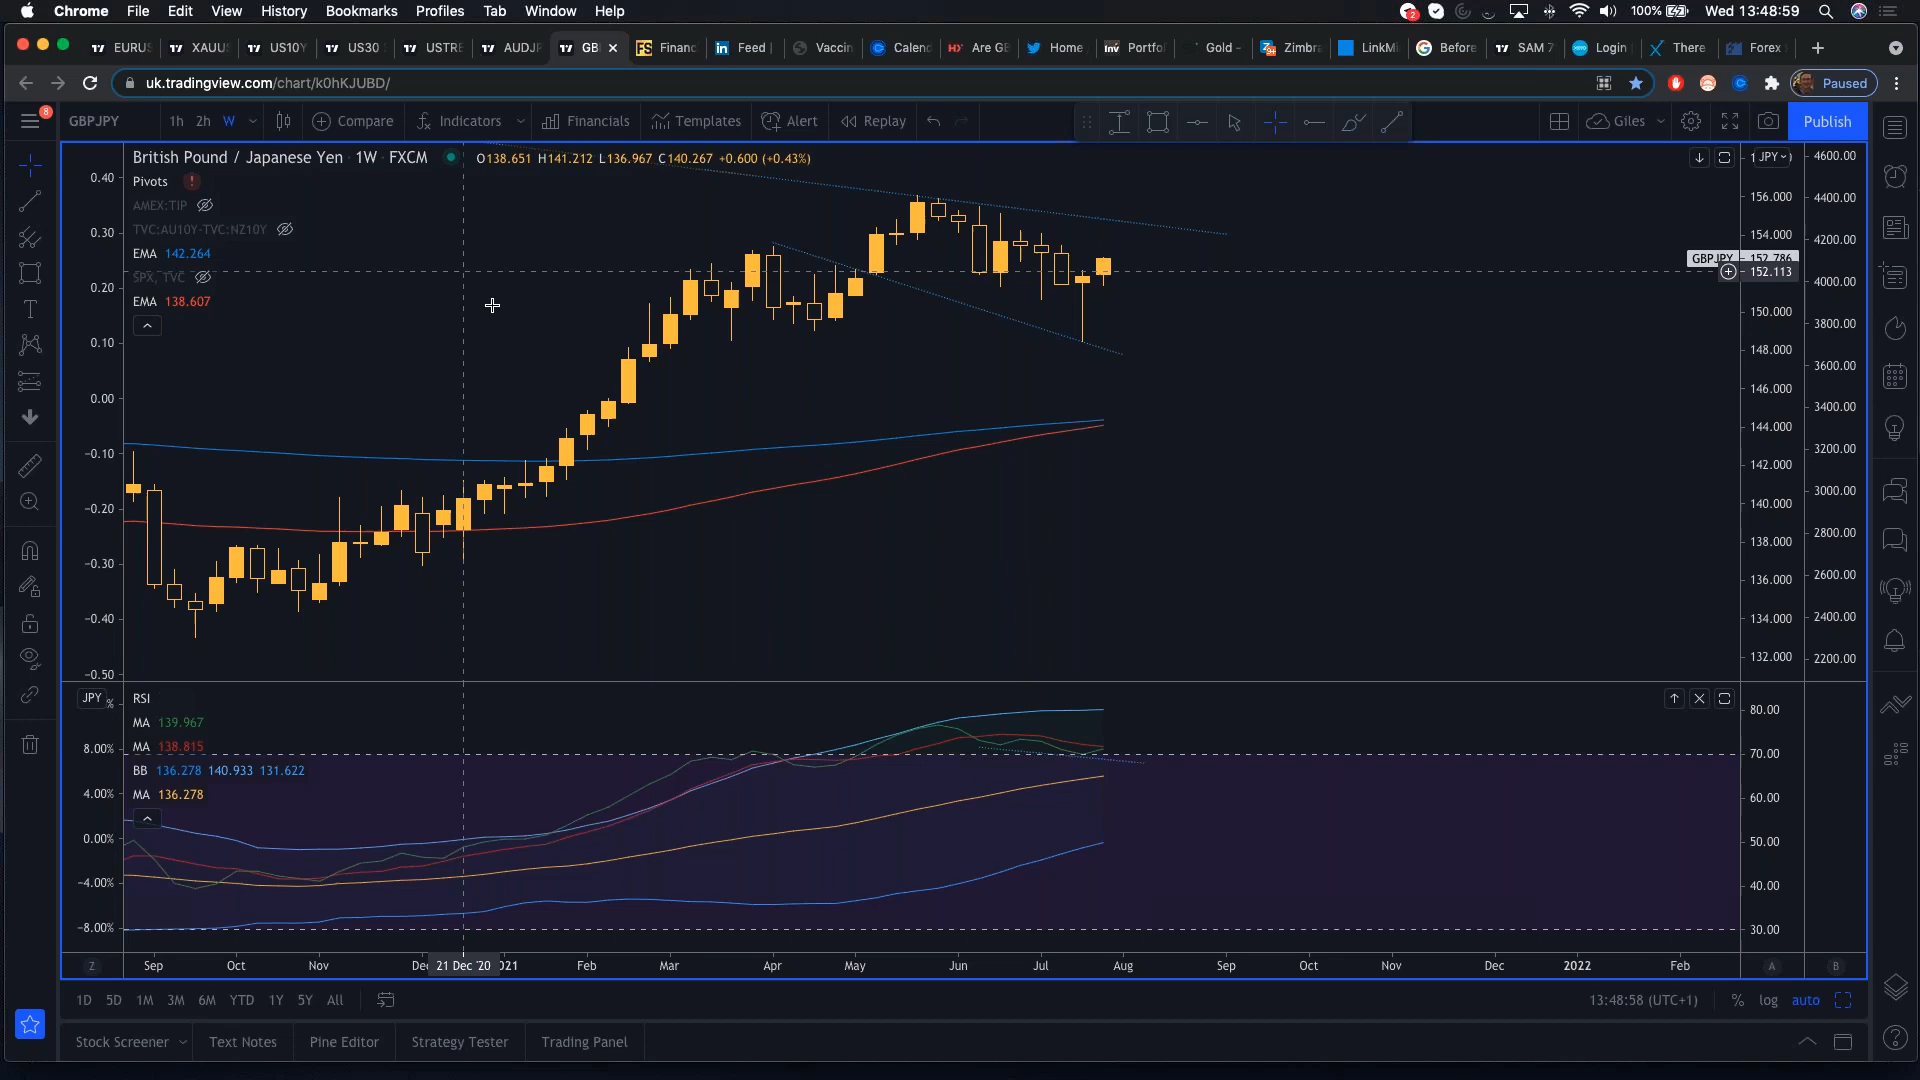 Chrome File Edit View History Bookmarks Profiles Tab Window Help 2 100% Wed 13:48:59
EURUS XAUUS US10Y US30 USTRE AUDJP GB Financ Feed | Vaccin Calend Are GB Home Portfo Gold - Zimbra LinkMi Before SAM 7 Login There Forex
uk.tradingview.com/chart/k0hKJUBD/ Paused
8 GBPJPY 1h 2h W Compare Indicators Financials Templates Alert Replay Giles Publish
British Pound / Japanese Yen 1W FXCM O138.651 H141.212 L136.967 C140.267 +0.600 (+0.43%) JPY
Pivots
AMEX:TIP
TVC:AU10Y-TVC:NZ10Y
EMA 142.264
SPX, TVC
EMA 138.607
0.40
0.30
0.20
0.10
0.00
−0.10
−0.20
−0.30
−0.40
−0.50
156.000
154.000
GBPJPY 152.786
152.113
150.000
148.000
146.000
144.000
142.000
140.000
138.000
136.000
134.000
132.000
4600.00
4400.00
4200.00
4000.00
3800.00
3600.00
3400.00
3200.00
3000.00
2800.00
2600.00
2400.00
2200.00
JPY % RSI
MA 139.967
MA 138.815
BB 136.278 140.933 131.622
MA 136.278
8.00%
4.00%
0.00%
−4.00%
−8.00%
80.00
70.00
60.00
50.00
40.00
30.00
Z Sep Oct Nov Dec 21 Dec '20 021 Feb Mar Apr May Jun Jul Aug Sep Oct Nov Dec 2022 Feb A B
1D 5D 1M 3M 6M YTD 1Y 5Y All 13:48:58 (UTC+1) % log auto
Stock Screener Text Notes Pine Editor Strategy Tester Trading Panel